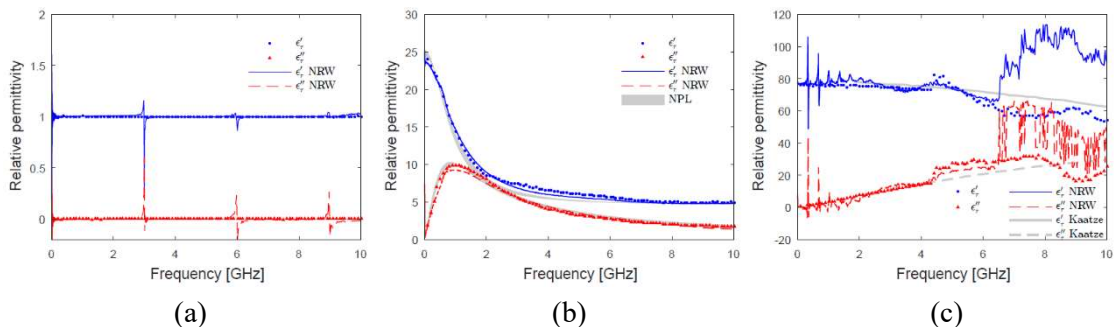 2
1.5
1
0.5
0
0 2 4 6 8 10
Relative permittivity
Frequency [GHz]
ϵ′r
ϵ″r
ϵ′r NRW
ϵ″r NRW
(a)
30
25
20
15
10
5
0
0 2 4 6 8 10
Relative permittivity
Frequency [GHz]
ϵ′r
ϵ″r
ϵ′r NRW
ϵ″r NRW
NPL
(b)
120
100
80
60
40
20
0
-20
0 2 4 6 8 10
Relative permittivity
Frequency [GHz]
ϵ′r
ϵ″r
ϵ′r NRW
ϵ″r NRW
ϵ′r Kaatze
ϵ″r Kaatze
(c)